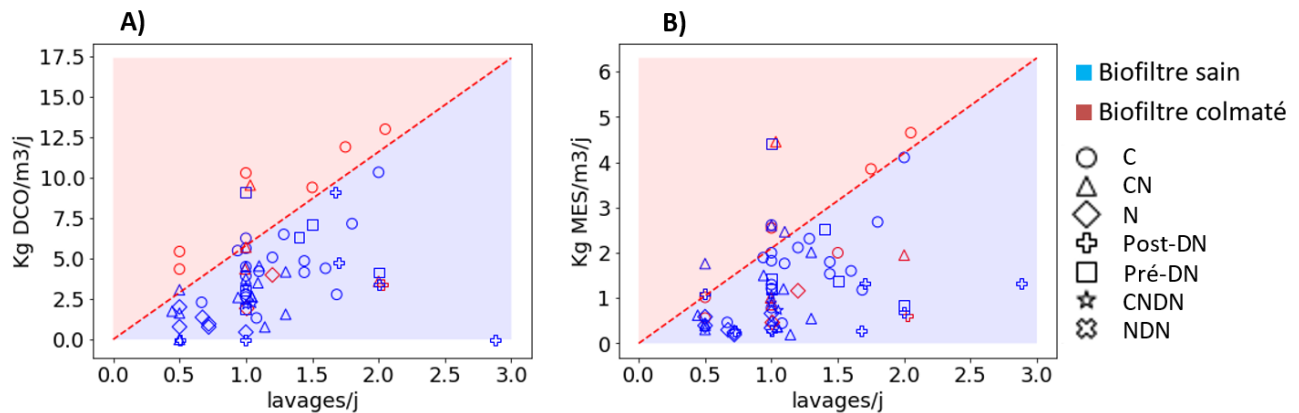 A)
B)
Kg DCO/m3/j
17.5
15.0
12.5
10.0
7.5
5.0
2.5
0.0
0.0 0.5 1.0 1.5 2.0 2.5 3.0
lavages/j
Kg MES/m3/j
6
5
4
3
2
1
0
0.0 0.5 1.0 1.5 2.0 2.5 3.0
lavages/j
Biofiltre sain
Biofiltre colmaté
C
CN
N
Post-DN
Pré-DN
CNDN
NDN